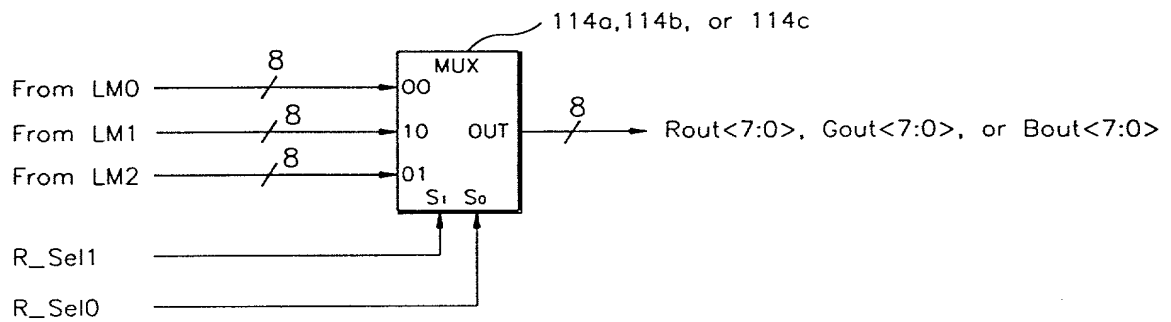 114a,114b, or 114c
MUX
From LM0 8 00
From LM1 8 10 OUT 8 Rout<7:0>, Gout<7:0>, or Bout<7:0>
From LM2 8 01
S1 S0
R_Sel1
R_Sel0